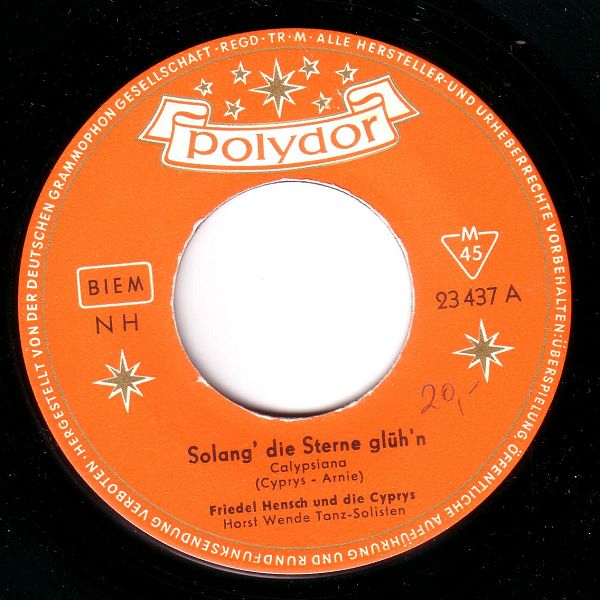 HERGESTELLT VON DER DEUTSCHEN GRAMMOPHON GESELLSCHAFT · REGD · TR · M · ALLE HERSTELLER- UND URHEBERRECHTE VORBEHALTEN: ÜBERSPIELUNG, ÖFFENTLICHE AUFFÜHRUNG UND RUNDFUNKSENDUNG VERBOTEN ·
polydor
BIEM
NH
M
45
23 437 A
20,-
Solang' die Sterne glüh'n
Calypsiana
(Cyprys - Arnie)
Friedel Hensch und die Cyprys
Horst Wende Tanz-Solisten